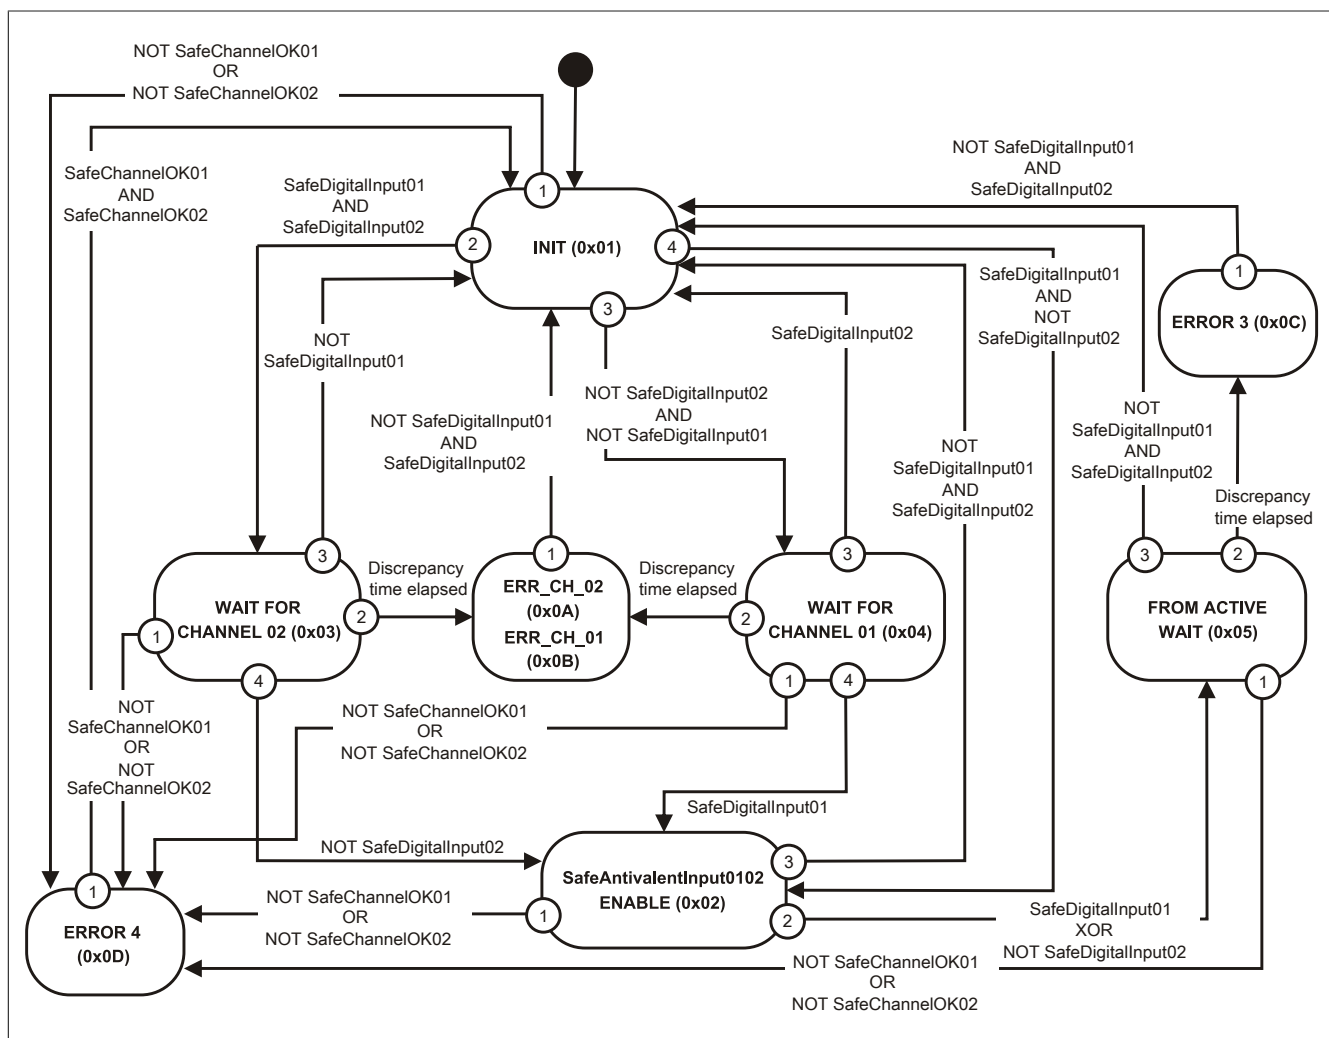 NOT SafeChannelOK01
OR
NOT SafeChannelOK02
SafeChannelOK01
AND
SafeChannelOK02
SafeDigitalInput01
AND
SafeDigitalInput02
1
2
INIT (0x01)
4
3
NOT SafeDigitalInput01
AND
SafeDigitalInput02
SafeDigitalInput01
AND
NOT
SafeDigitalInput02
1
ERROR 3 (0x0C)
NOT
SafeDigitalInput01
SafeDigitalInput02
NOT SafeDigitalInput02
AND
NOT SafeDigitalInput01
NOT SafeDigitalInput01
AND
SafeDigitalInput02
NOT
SafeDigitalInput01
AND
SafeDigitalInput02
NOT
SafeDigitalInput01
AND
SafeDigitalInput02
Discrepancy
time elapsed
3
WAIT FOR
CHANNEL 02 (0x03)
1
2
4
Discrepancy
time elapsed
1
ERR_CH_02
(0x0A)
ERR_CH_01
(0x0B)
Discrepancy
time elapsed
3
WAIT FOR
CHANNEL 01 (0x04)
2
1
4
3
2
FROM ACTIVE
WAIT (0x05)
1
NOT
SafeChannelOK01
OR
NOT
SafeChannelOK02
NOT SafeChannelOK01
OR
NOT SafeChannelOK02
SafeDigitalInput01
NOT SafeDigitalInput02
3
SafeAntivalentInput0102
ENABLE (0x02)
1
2
1
ERROR 4
(0x0D)
NOT SafeChannelOK01
OR
NOT SafeChannelOK02
SafeDigitalInput01
XOR
NOT SafeDigitalInput02
NOT SafeChannelOK01
OR
NOT SafeChannelOK02